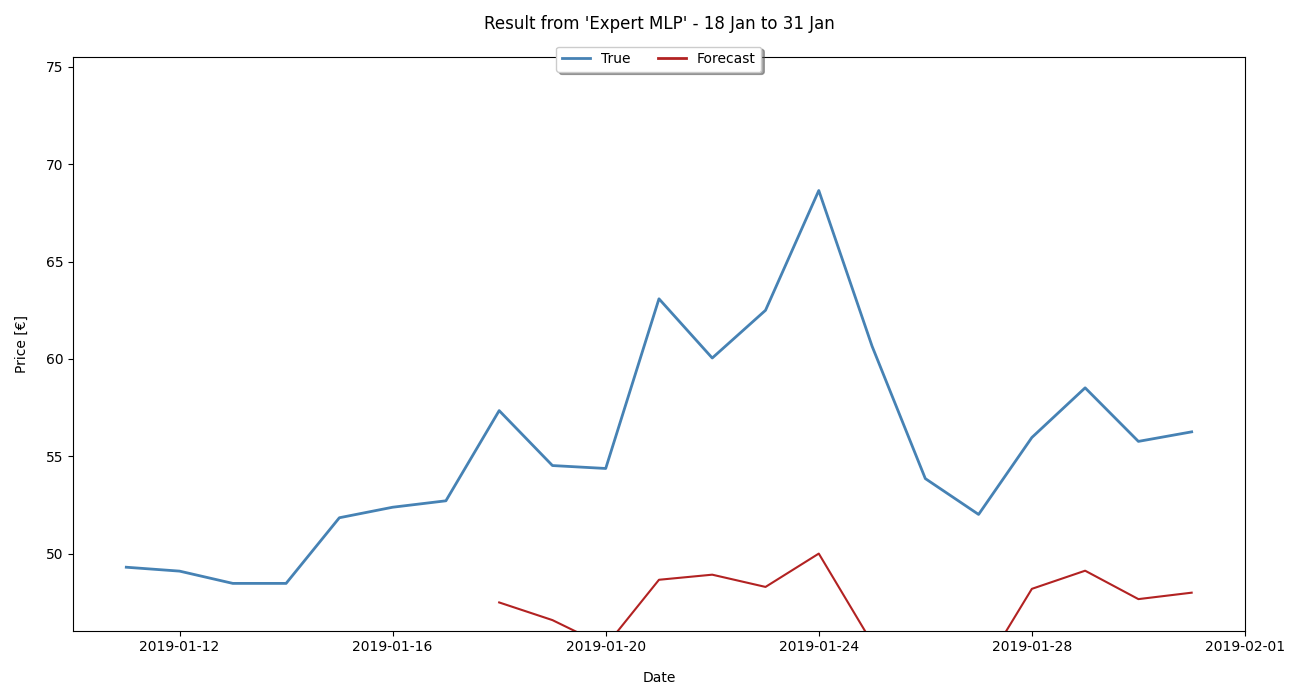 Result from 'Expert MLP' - 18 Jan to 31 Jan
True Forecast
75
70
65
60
55
50
Price [€]
2019-01-12 2019-01-16 2019-01-20 2019-01-24 2019-01-28 2019-02-01
Date